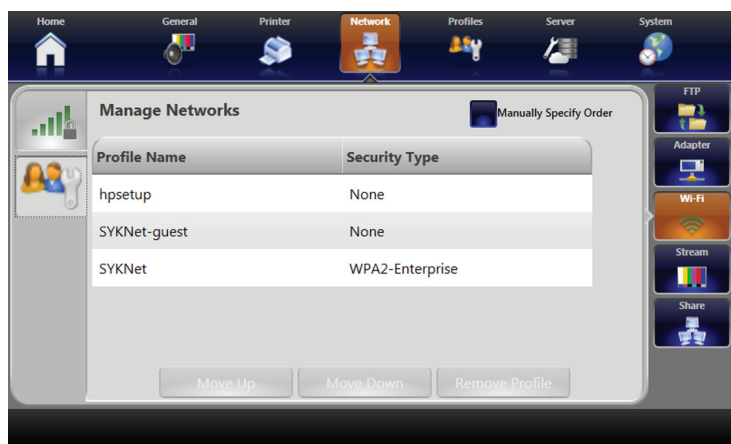 Home General Printer Network Profiles Server System
Manage Networks
Manually Specify Order
Profile Name Security Type
hpsetup None
SYKNet-guest None
SYKNet WPA2-Enterprise
Move Up Move Down Remove Profile
FTP
Adapter
Wi-Fi
Stream
Share